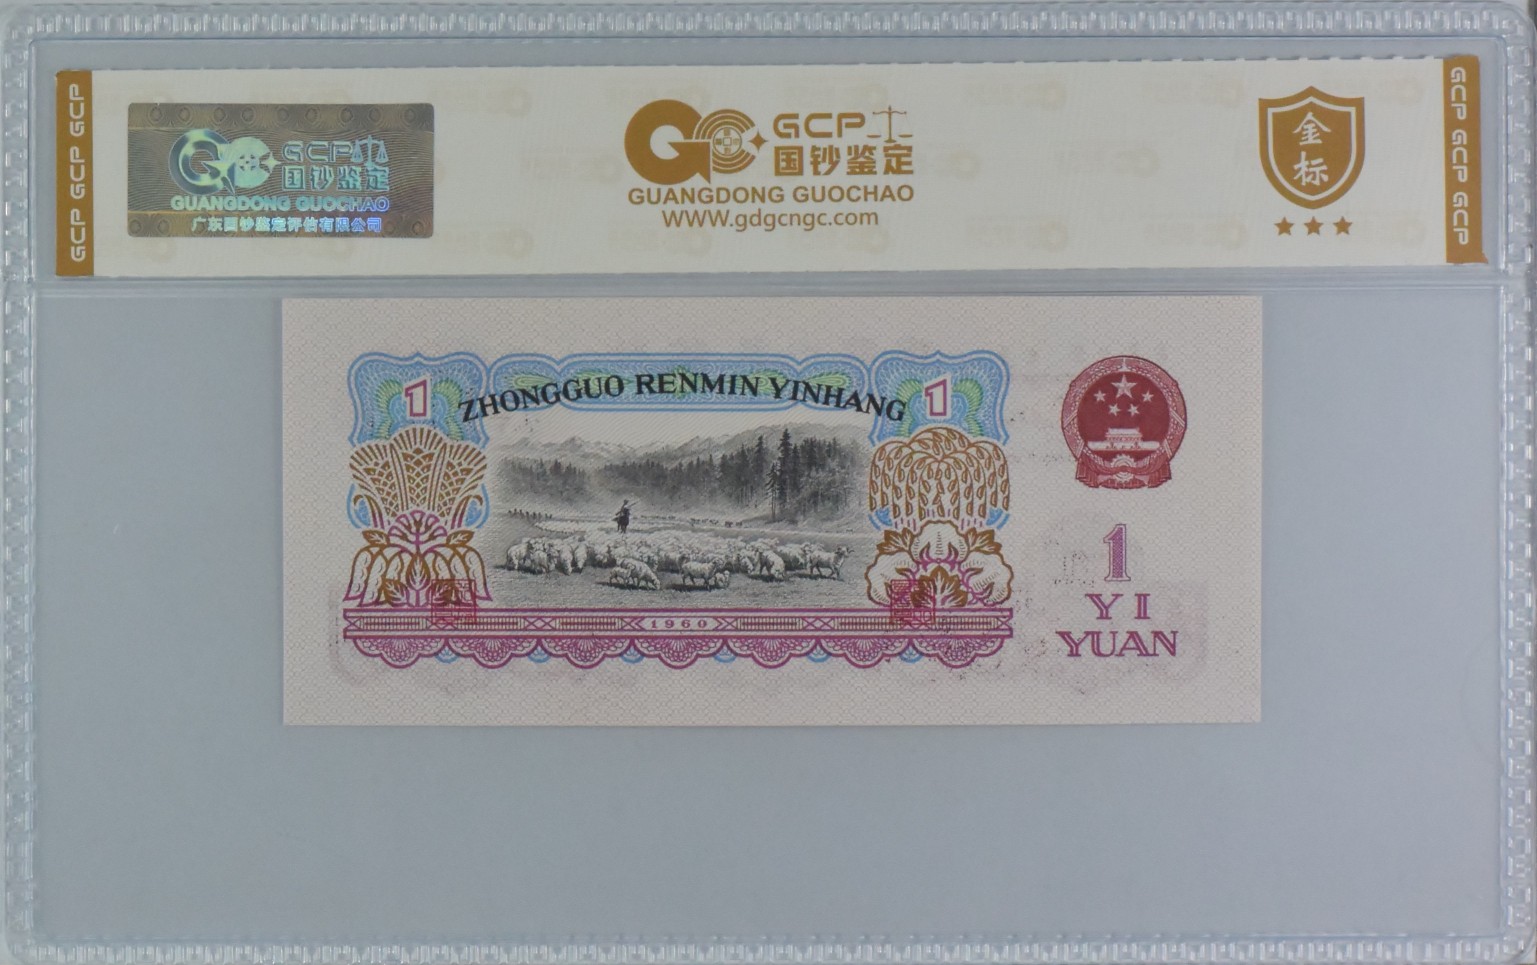 GCP GCP GCP
GCP
国钞鉴定
GUANGDONG GUOCHAO
广东国钞鉴定评估有限公司
GCP
国钞鉴定
GUANGDONG GUOCHAO
WWW.gdgcngc.com
金
标
GCP GCP GCP
1
ZHONGGUO RENMIN YINHANG
1
1960
1
YI
YUAN